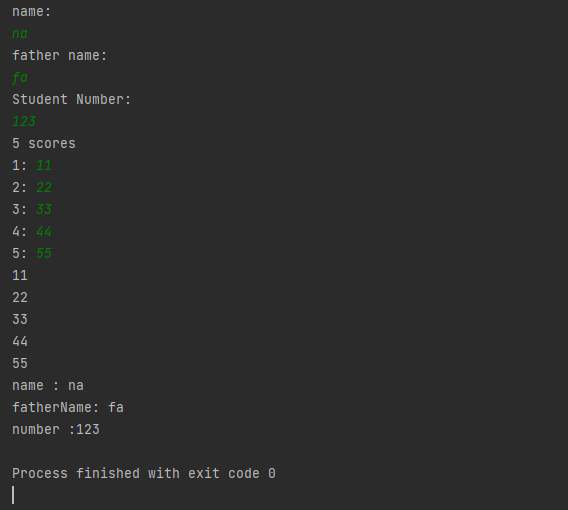 name:
na
father name:
fa
Student Number:
123
5 scores
1: 11
2: 22
3: 33
4: 44
5: 55
11
22
33
44
55
name : na
fatherName: fa
number :123
Process finished with exit code 0